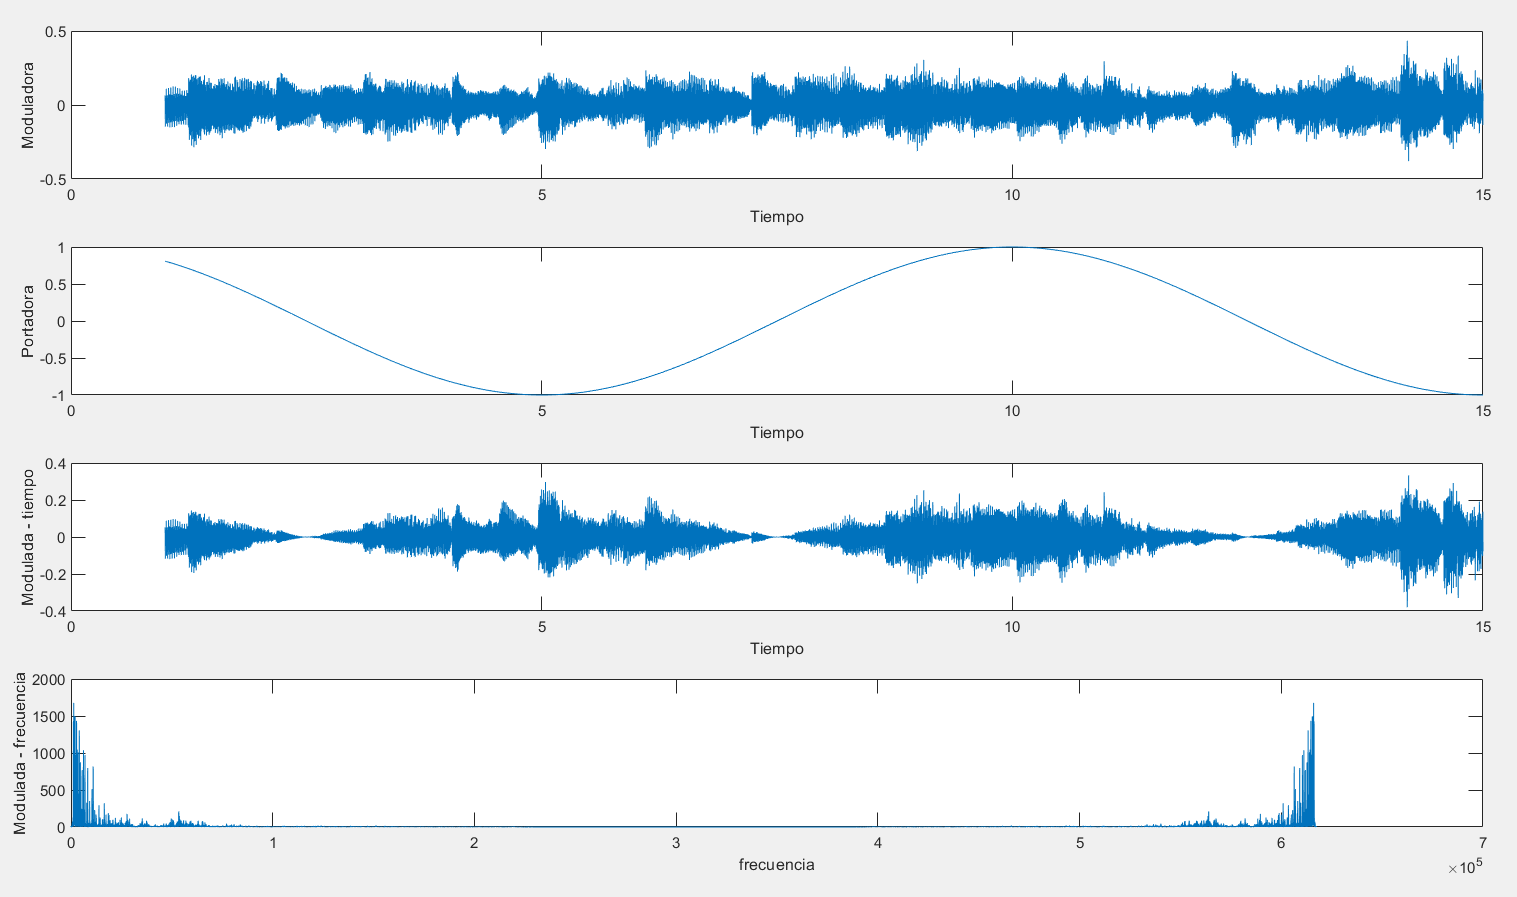 0.5
0
-0.5
Moduladora
0 5 10 15
Tiempo
1
0.5
0
-0.5
-1
Portadora
0 5 10 15
Tiempo
0.4
0.2
0
-0.2
-0.4
Modulada - tiempo
0 5 10 15
Tiempo
2000
1500
1000
500
0
Modulada - frecuencia
0 1 2 3 4 5 6 7
frecuencia
×10⁵